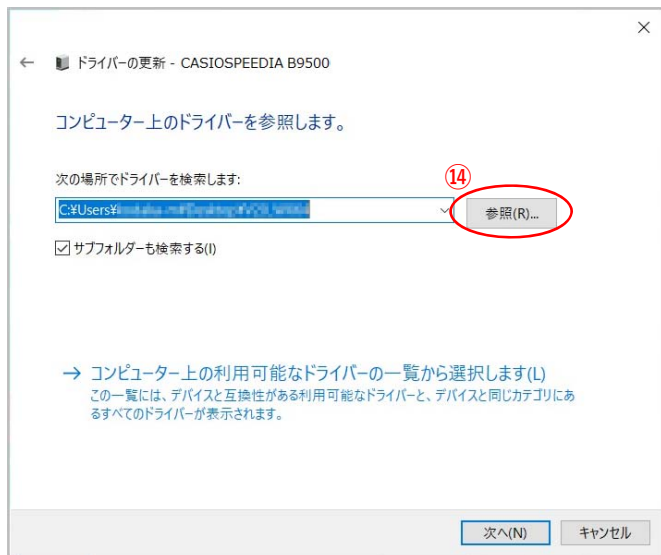 ドライバーの更新 - CASIOSPEEDIA B9500
コンピューター上のドライバーを参照します。
次の場所でドライバーを検索します:
⑭
C:¥Users¥
参照(R)...
サブフォルダーも検索する(I)
→ コンピューター上の利用可能なドライバーの一覧から選択します(L)
この一覧には、デバイスと互換性がある利用可能なドライバーと、デバイスと同じカテゴリにあ
るすべてのドライバーが表示されます。
次へ(N)
キャンセル